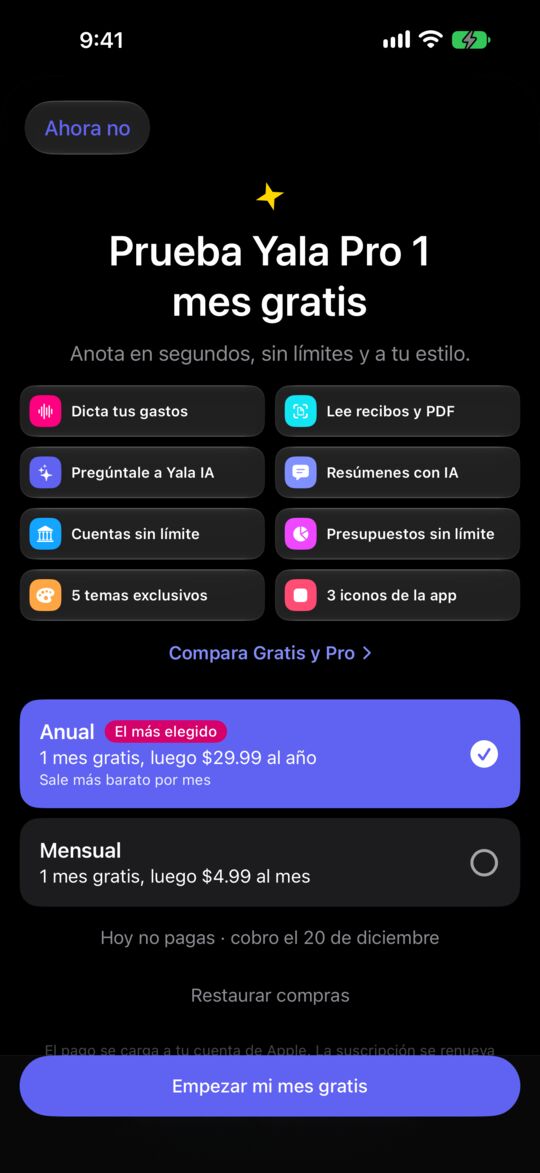 9:41
Ahora no
Prueba Yala Pro 1
mes gratis
Anota en segundos, sin límites y a tu estilo.
Dicta tus gastos
Lee recibos y PDF
Pregúntale a Yala IA
Resúmenes con IA
Cuentas sin límite
Presupuestos sin límite
5 temas exclusivos
3 iconos de la app
Compara Gratis y Pro >
Anual
El más elegido
1 mes gratis, luego $29.99 al año
Sale más barato por mes
Mensual
1 mes gratis, luego $4.99 al mes
Hoy no pagas · cobro el 20 de diciembre
Restaurar compras
El pago se carga a tu cuenta de Apple. La suscripción se renueva
Empezar mi mes gratis